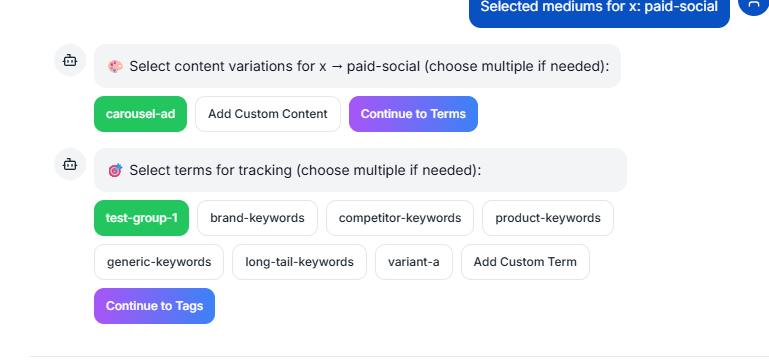 Selected mediums for x: paid-social
🎨 Select content variations for x → paid-social (choose multiple if needed):
carousel-ad Add Custom Content Continue to Terms
🎯 Select terms for tracking (choose multiple if needed):
test-group-1 brand-keywords competitor-keywords product-keywords
generic-keywords long-tail-keywords variant-a Add Custom Term
Continue to Tags